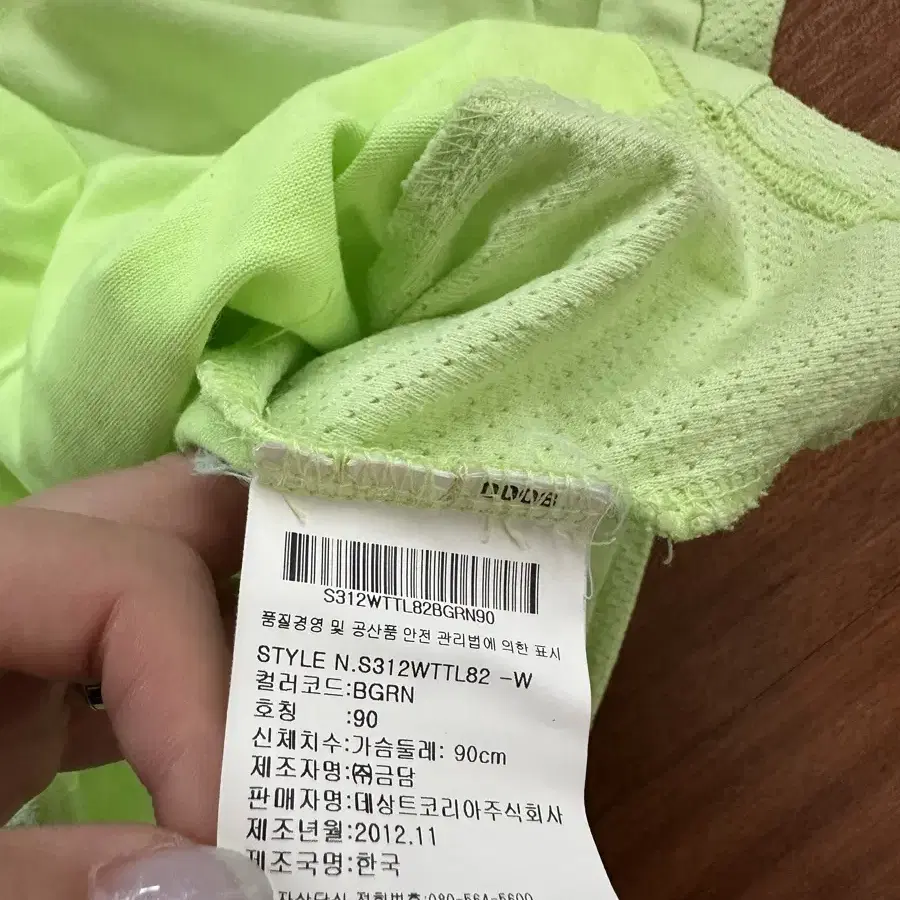 S312WTTL82BGRN90
품질경영 및 공산품 안전 관리법에 의한 표시
STYLE N.S312WTTL82 -W
컬러코드:BGRN
호칭 :90
신체치수:가슴둘레: 90cm
제조자명:㈜금담
판매자명:데상트코리아주식회사
제조년월:2012.11
제조국명:한국